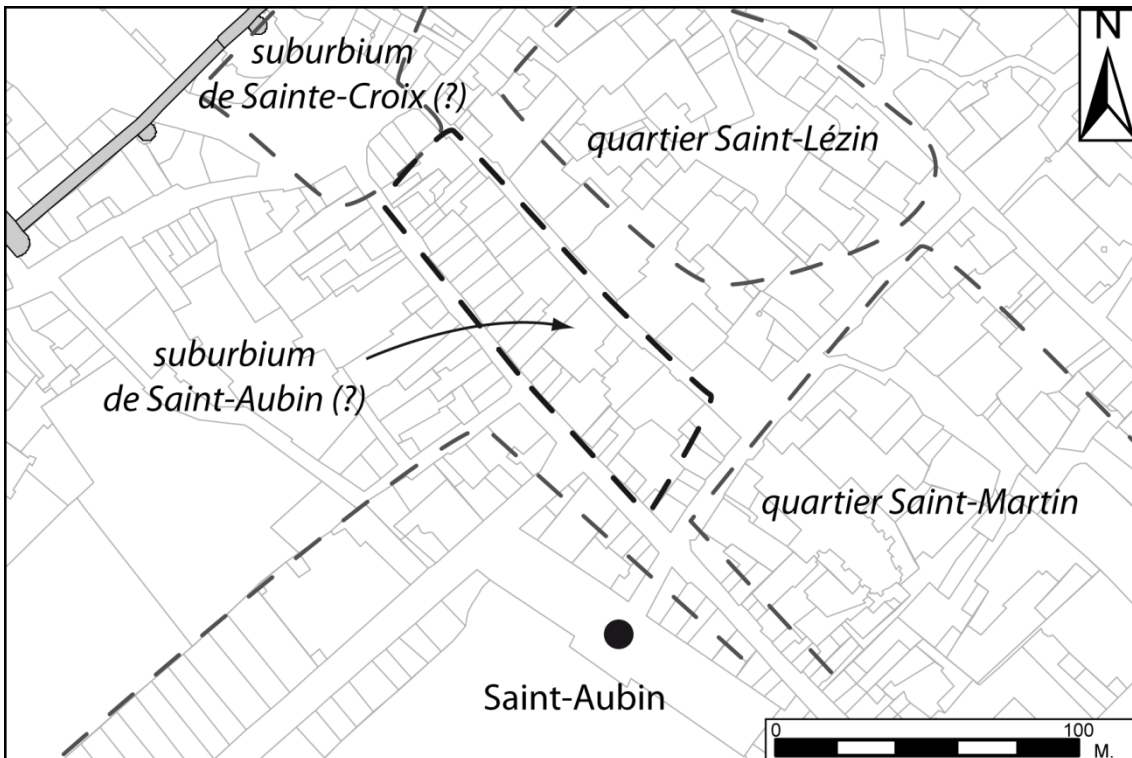 suburbium
de Sainte-Croix (?)
N
quartier Saint-Lézin
suburbium
de Saint-Aubin (?)
quartier Saint-Martin
Saint-Aubin
0 100
M.